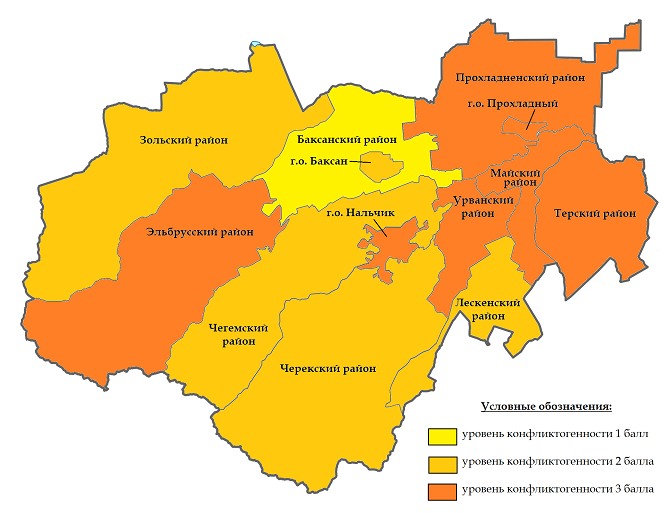 Прохладненский район
г.о. Прохладный
Зольский район
Баксанский район
г.о. Баксан
Майский
район
Урванский
район
г.о. Нальчик
Терский район
Эльбрусский район
Лескенский
район
Чегемский
район
Черекский район
Условные обозначения:
уровень конфликтогенности 1 балл
уровень конфликтогенности 2 балла
уровень конфликтогенности 3 балла